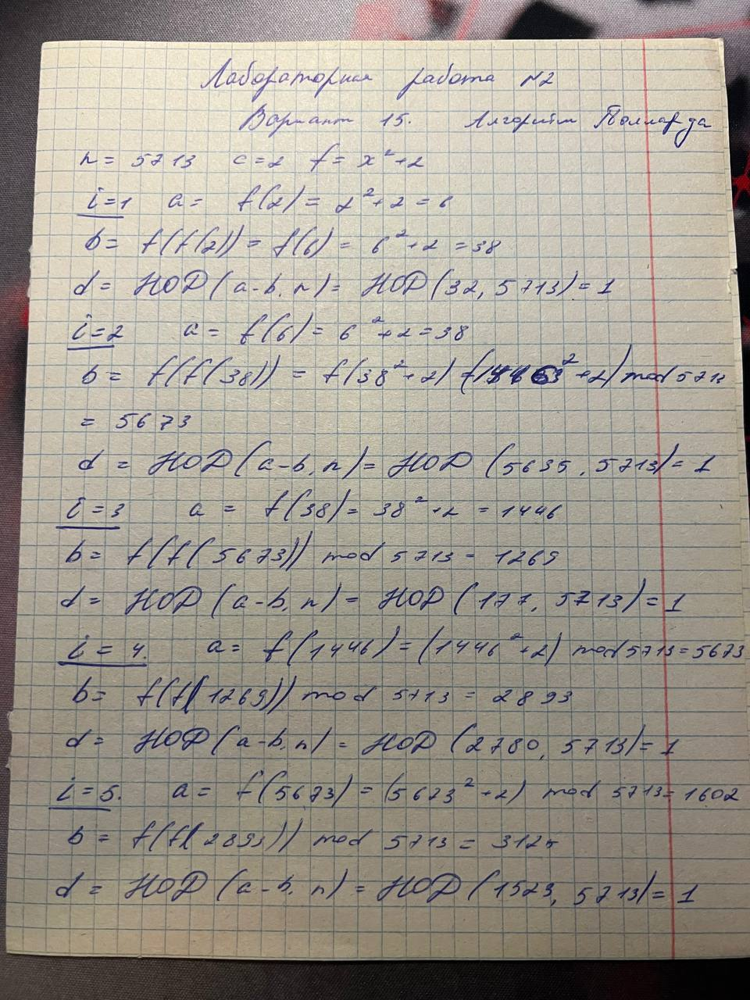 Лабораторная работа №2
Вариант 15. Алгоритм Полларда
n = 5713 c=2 f = x²+2
i=1 a = f(2) = 2²+2 = 6
b = f(f(2)) = f(6) = 6²+2 = 38
d = НОД (a-b, n) = НОД (32, 5713) = 1
i=2 a = f(6) = 6²+2 = 38
b = f(f(38)) = f(38²+2) +2) mod 5713
= 5673
d = НОД (a-b, n) = НОД (5635, 5713) = 1
i=3 a = f(38) = 38²+2 = 1446
b = f(f(5673)) mod 5713 = 1269
d = НОД (a-b, n) = НОД (177, 5713) = 1
i = 4. a = f(1446) = (1446²+2) mod 5713 = 5673
b = f(f(1269)) mod 5713 = 2893
d = НОД (a-b, n) = НОД (2780, 5713) = 1
i = 5. a = f(5673) = (5673²+2) mod 5713 = 1602
b = f(f(2893)) mod 5713 = 3125
d = НОД (a-b, n) = НОД (1523, 5713) = 1